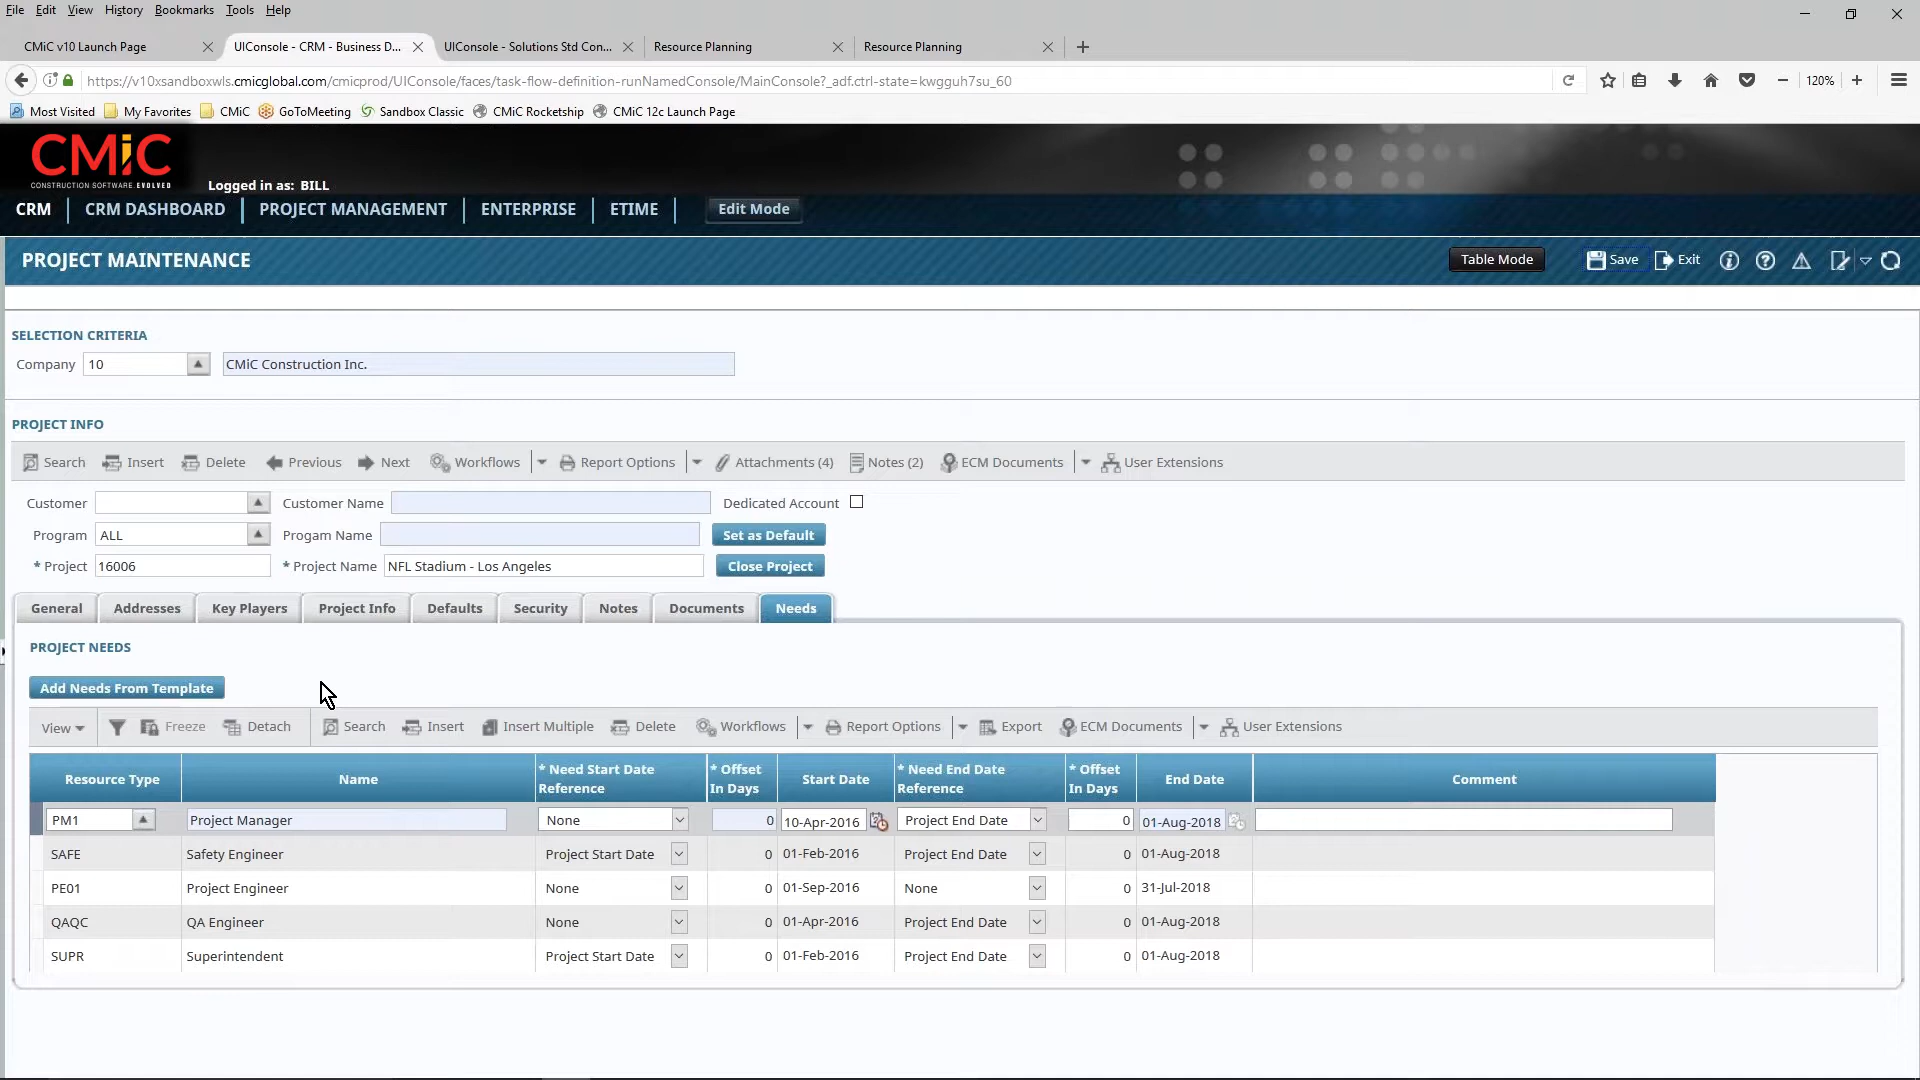 File Edit View History Bookmarks Tools Help
CMiC v10 Launch Page UIConsole - CRM - Business D... UIConsole - Solutions Std Con... Resource Planning Resource Planning
https://v10xsandboxwls.cmicglobal.com/cmicprod/UIConsole/faces/task-flow-definition-runNamedConsole/MainConsole?_adf.ctrl-state=kwgguh7su_60 120%
Most Visited My Favorites CMiC GoToMeeting Sandbox Classic CMiC Rocketship CMiC 12c Launch Page
CMiC
CONSTRUCTION SOFTWARE. EVOLVED
Logged in as: BILL
CRM CRM DASHBOARD PROJECT MANAGEMENT ENTERPRISE ETIME Edit Mode
PROJECT MAINTENANCE Table Mode Save Exit
SELECTION CRITERIA
Company 10 CMiC Construction Inc.
PROJECT INFO
Search Insert Delete Previous Next Workflows Report Options Attachments (4) Notes (2) ECM Documents User Extensions
Customer Customer Name Dedicated Account
Program ALL Progam Name Set as Default
* Project 16006 * Project Name NFL Stadium - Los Angeles Close Project
General Addresses Key Players Project Info Defaults Security Notes Documents Needs
PROJECT NEEDS
Add Needs From Template
View Freeze Detach Search Insert Insert Multiple Delete Workflows Report Options Export ECM Documents User Extensions
Resource Type Name * Need Start Date Reference * Offset In Days Start Date * Need End Date Reference * Offset In Days End Date Comment
PM1 Project Manager None 0 10-Apr-2016 Project End Date 0 01-Aug-2018
SAFE Safety Engineer Project Start Date 0 01-Feb-2016 Project End Date 0 01-Aug-2018
PE01 Project Engineer None 0 01-Sep-2016 None 0 31-Jul-2018
QAQC QA Engineer None 0 01-Apr-2016 Project End Date 0 01-Aug-2018
SUPR Superintendent Project Start Date 0 01-Feb-2016 Project End Date 0 01-Aug-2018